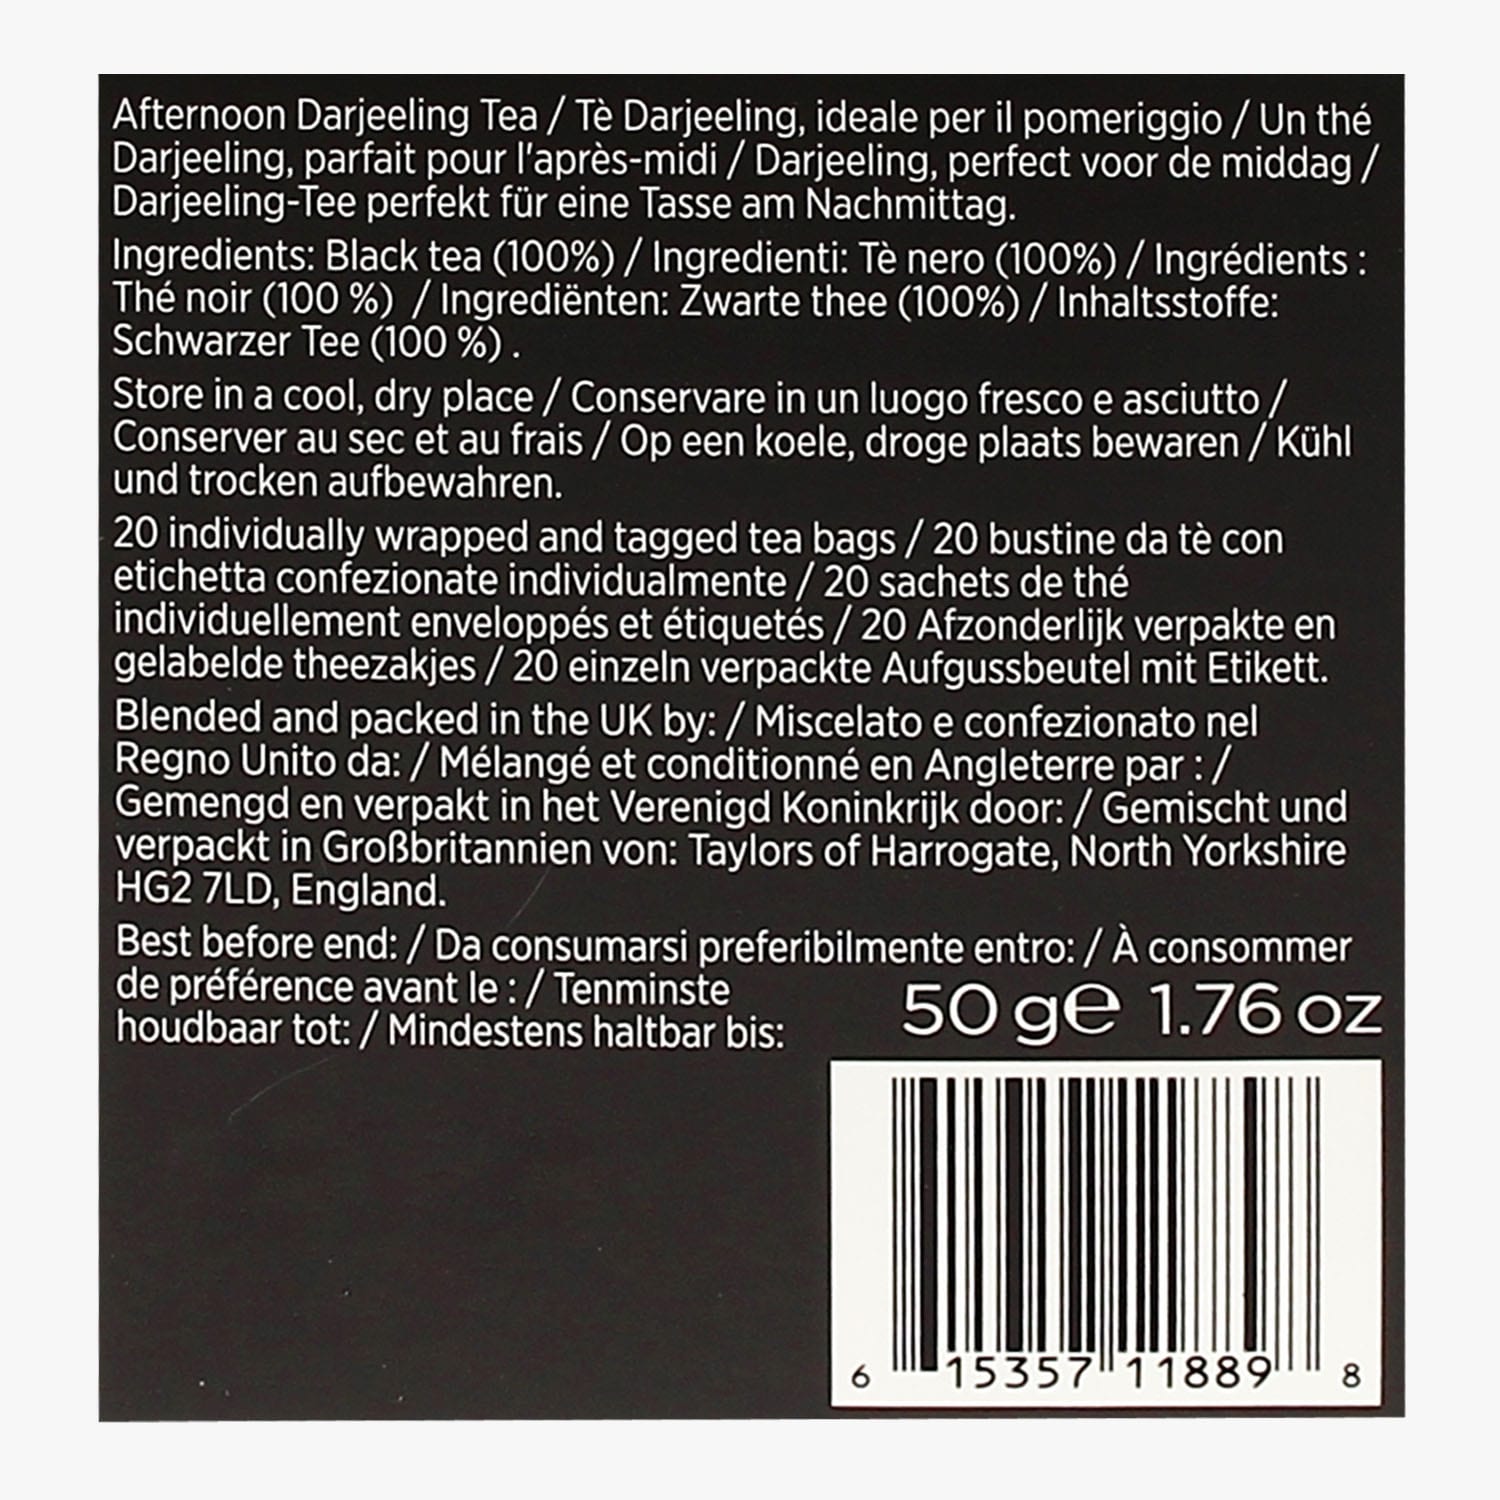 Afternoon Darjeeling Tea / Tè Darjeeling, ideale per il pomeriggio / Un thé
Darjeeling, parfait pour l'après-midi / Darjeeling, perfect voor de middag /
Darjeeling-Tee perfekt für eine Tasse am Nachmittag.
Ingredients: Black tea (100%) / Ingredienti: Tè nero (100%) / Ingrédients :
Thé noir (100 %) / Ingrediënten: Zwarte thee (100%) / Inhaltsstoffe:
Schwarzer Tee (100 %) .
Store in a cool, dry place / Conservare in un luogo fresco e asciutto /
Conserver au sec et au frais / Op een koele, droge plaats bewaren / Kühl
und trocken aufbewahren.
20 individually wrapped and tagged tea bags / 20 bustine da tè con
etichetta confezionate individualmente / 20 sachets de thé
individuellement enveloppés et étiquetés / 20 Afzonderlijk verpakte en
gelabelde theezakjes / 20 einzeln verpackte Aufgussbeutel mit Etikett.
Blended and packed in the UK by: / Miscelato e confezionato nel
Regno Unito da: / Mélangé et conditionné en Angleterre par : /
Gemengd en verpakt in het Verenigd Koninkrijk door: / Gemischt und
verpackt in Großbritannien von: Taylors of Harrogate, North Yorkshire
HG2 7LD, England.
Best before end: / Da consumarsi preferibilmente entro: / À consommer
de préférence avant le : / Tenminste
houdbaar tot: / Mindestens haltbar bis:
50 g℮ 1.76 oz
6 15357 11889 8